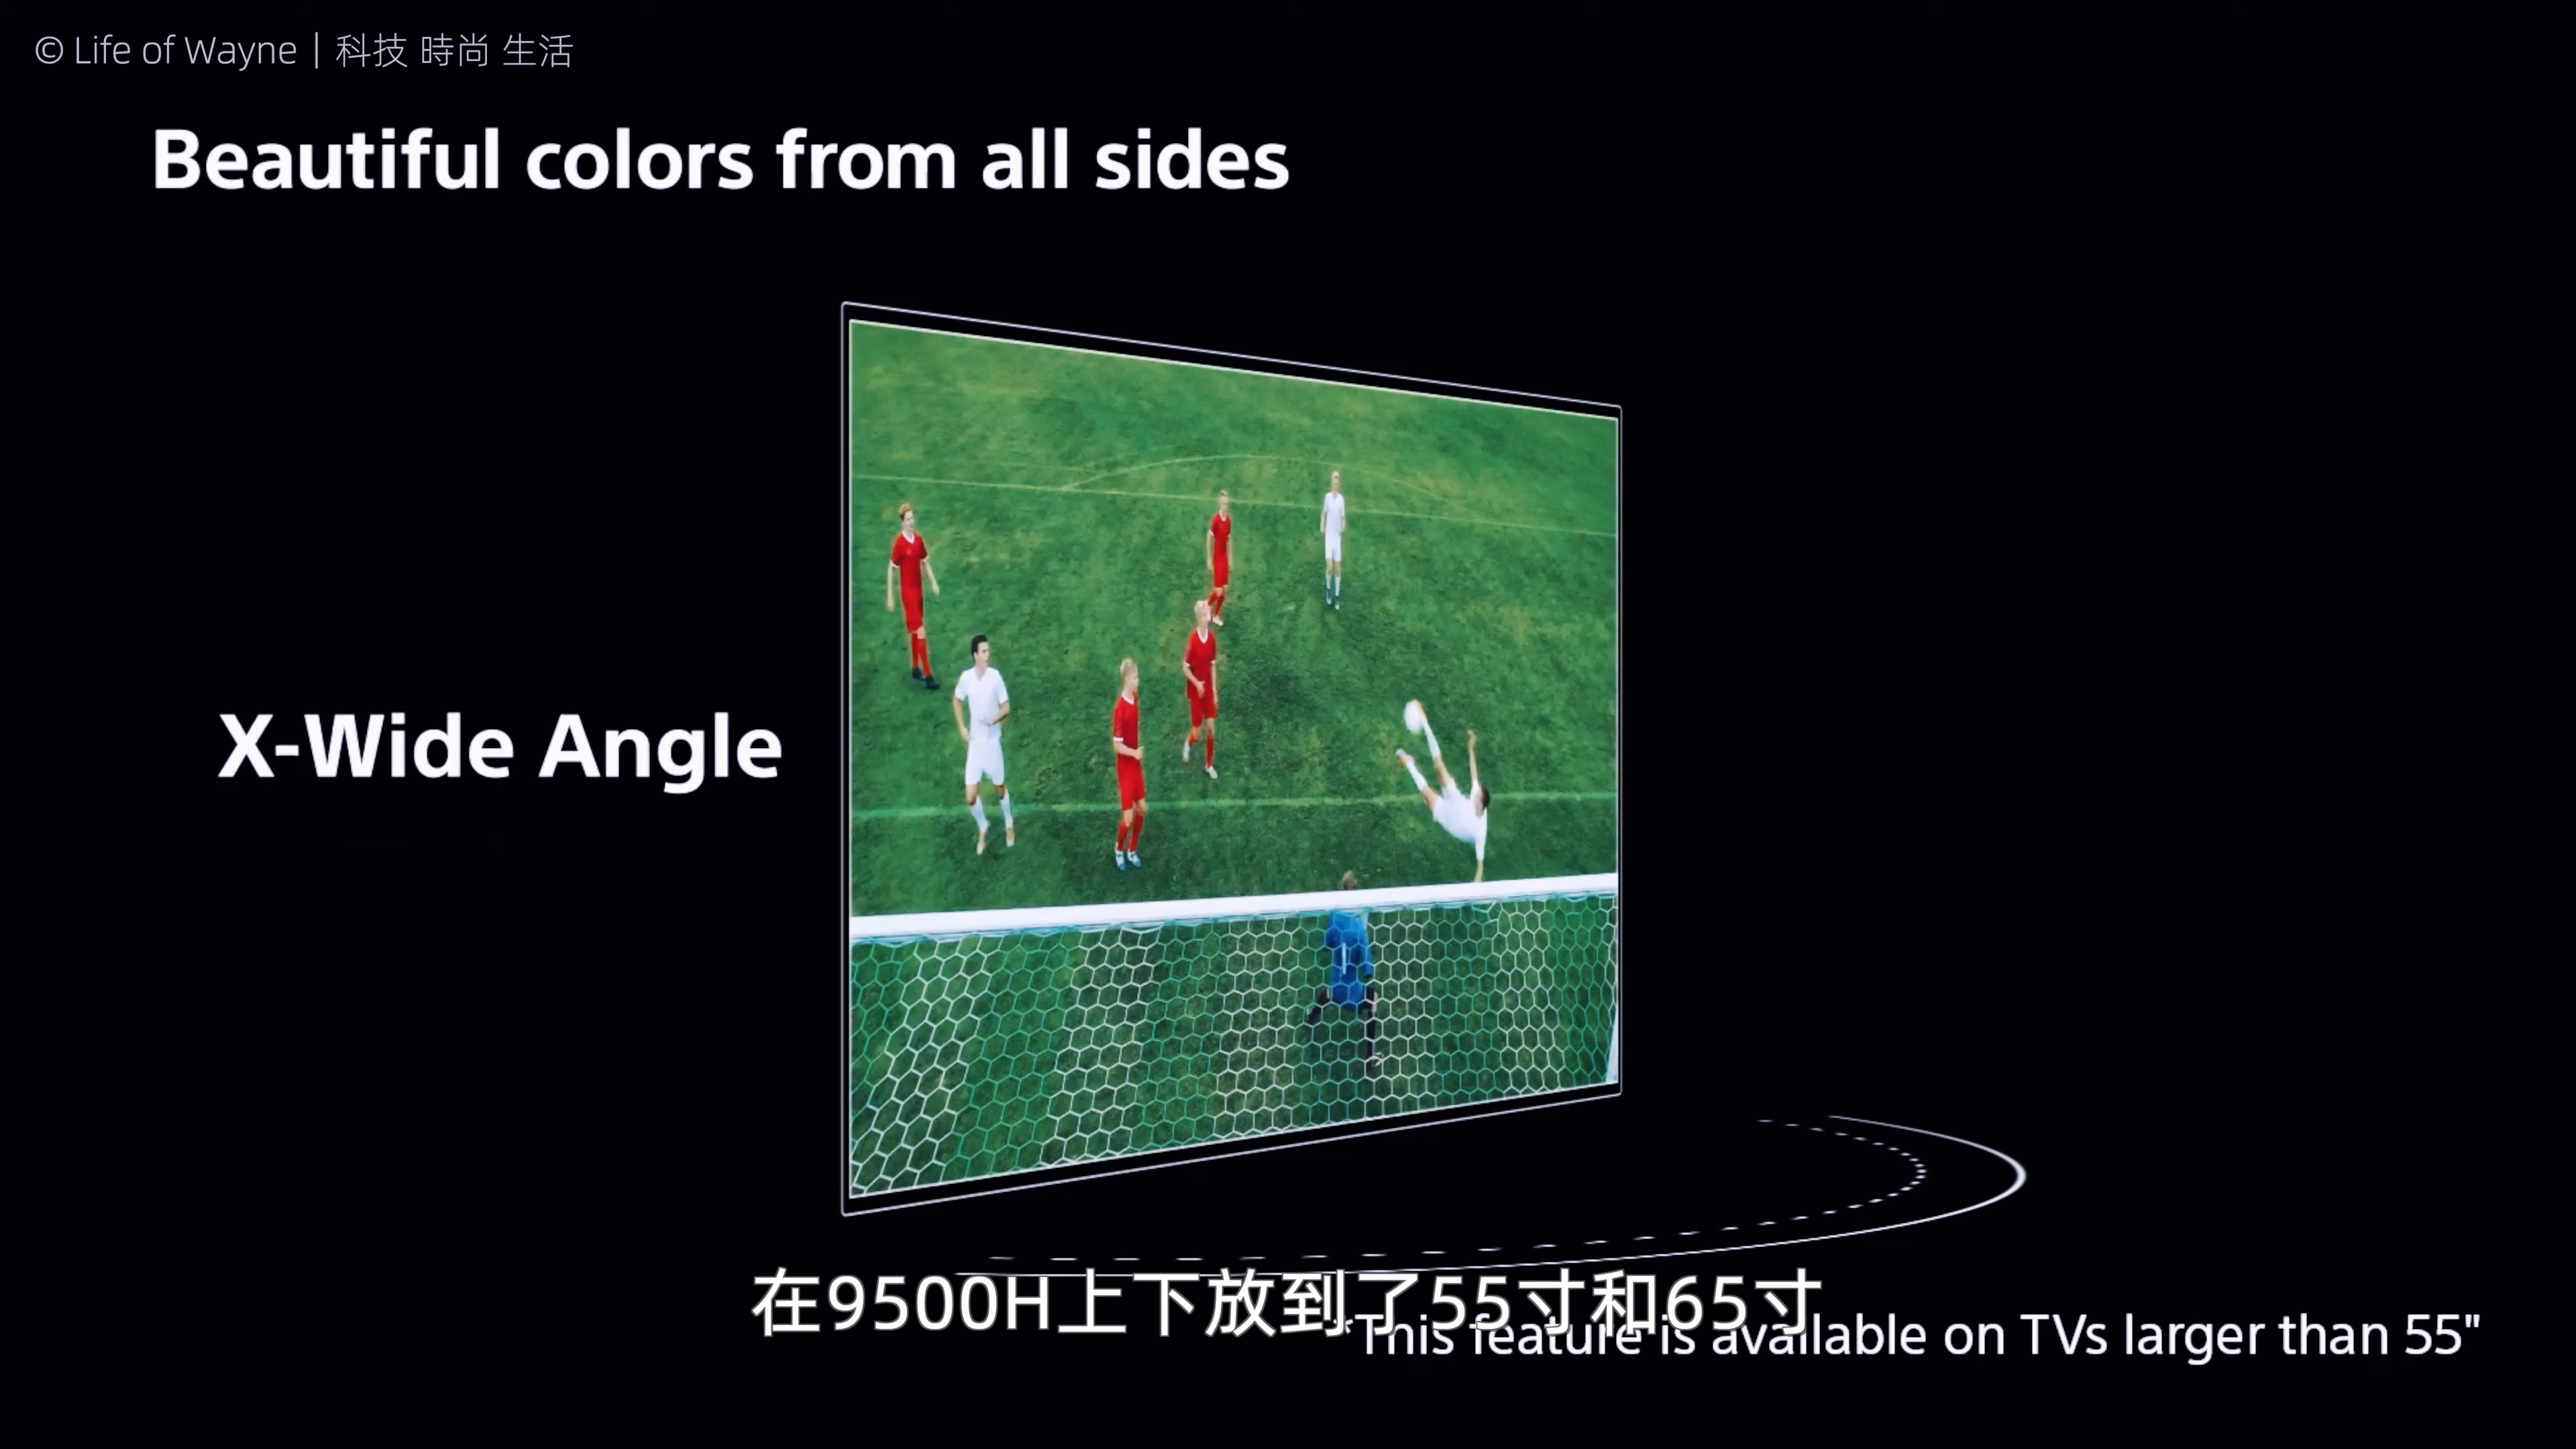 © Life of Wayne | 科技 時尚 生活
Beautiful colors from all sides
X-Wide Angle
1
在9500H上下放到了55寸和65寸
*This feature is available on TVs larger than 55"